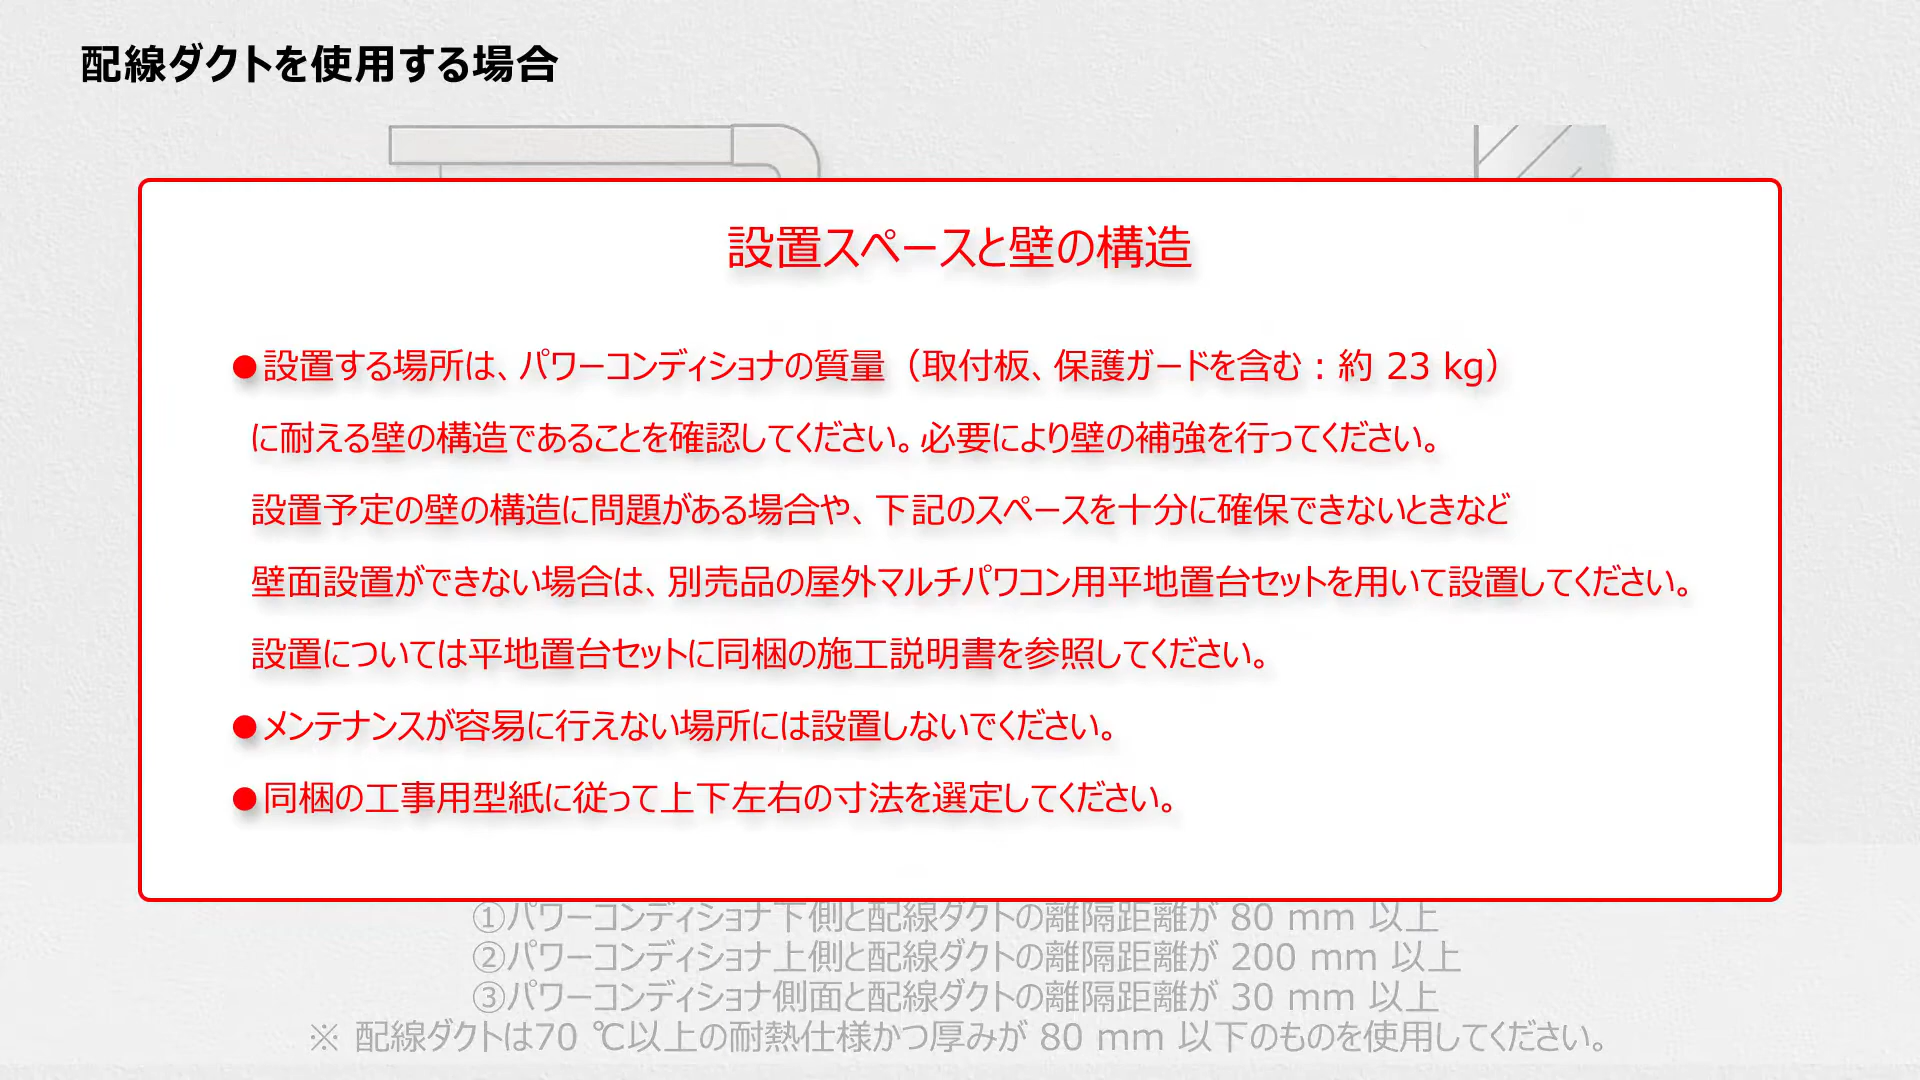 配線ダクトを使用する場合
設置スペースと壁の構造
●設置する場所は、パワーコンディショナの質量（取付板、保護ガードを含む：約 23 kg）
に耐える壁の構造であることを確認してください。必要により壁の補強を行ってください。
設置予定の壁の構造に問題がある場合や、下記のスペースを十分に確保できないときなど
壁面設置ができない場合は、別売品の屋外マルチパワコン用平地置台セットを用いて設置してください。
設置については平地置台セットに同梱の施工説明書を参照してください。
●メンテナンスが容易に行えない場所には設置しないでください。
●同梱の工事用型紙に従って上下左右の寸法を選定してください。
①パワーコンディショナ下側と配線ダクトの離隔距離が 80 mm 以上
②パワーコンディショナ上側と配線ダクトの離隔距離が 200 mm 以上
③パワーコンディショナ側面と配線ダクトの離隔距離が 30 mm 以上
※ 配線ダクトは70 ℃以上の耐熱仕様かつ厚みが 80 mm 以下のものを使用してください。